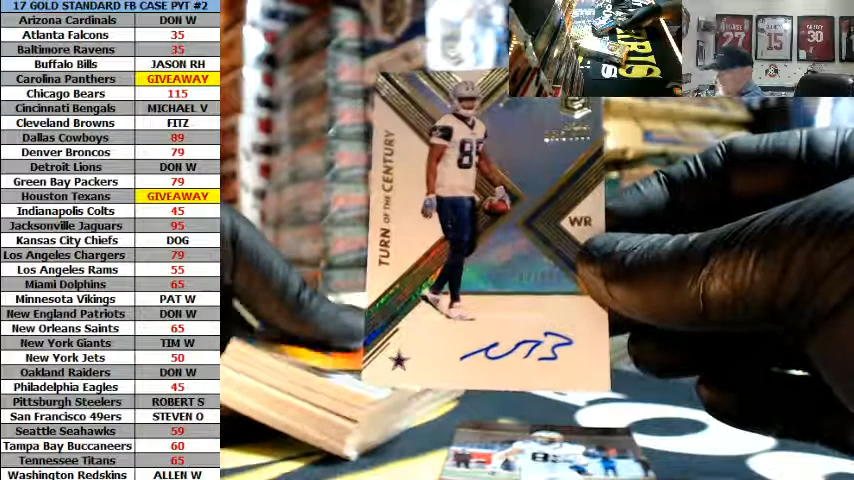 17 GOLD STANDARD FB CASE PYT #2
Arizona Cardinals DON W
Atlanta Falcons 35
Baltimore Ravens 35
Buffalo Bills JASON RH
Carolina Panthers GIVEAWAY
Chicago Bears 115
Cincinnati Bengals MICHAEL V
Cleveland Browns FITZ
Dallas Cowboys 89
Denver Broncos 79
Detroit Lions DON W
Green Bay Packers 79
Houston Texans GIVEAWAY
Indianapolis Colts 45
Jacksonville Jaguars 95
Kansas City Chiefs DOG
Los Angeles Chargers 79
Los Angeles Rams 55
Miami Dolphins 65
Minnesota Vikings PAT W
New England Patriots DON W
New Orleans Saints 65
New York Giants TIM W
New York Jets 50
Oakland Raiders DON W
Philadelphia Eagles 45
Pittsburgh Steelers ROBERT S
San Francisco 49ers STEVEN O
Seattle Seahawks 59
Tampa Bay Buccaneers 60
Tennessee Titans 65
Washington Redskins ALLEN W
TURN OF THE CENTURY
WR
27
15
30